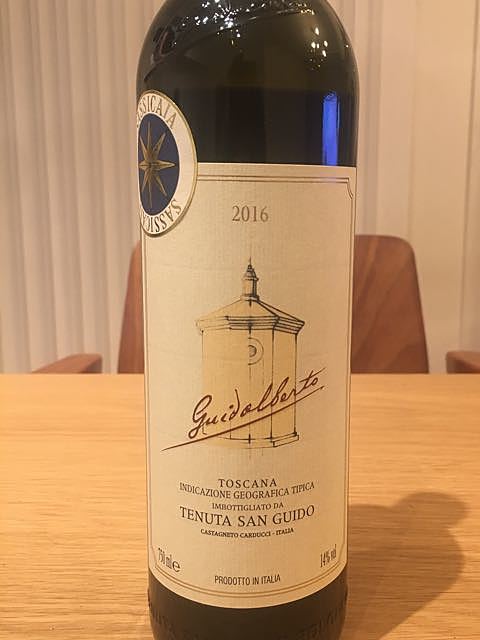 SASSICAIA
SASSICAIA
2016
Guidalberto
TOSCANA
INDICAZIONE GEOGRAFICA TIPICA
IMBOTTIGLIATO DA
TENUTA SAN GUIDO
CASTAGNETO CARDUCCI - ITALIA
750 ml e
14% vol
PRODOTTO IN ITALIA